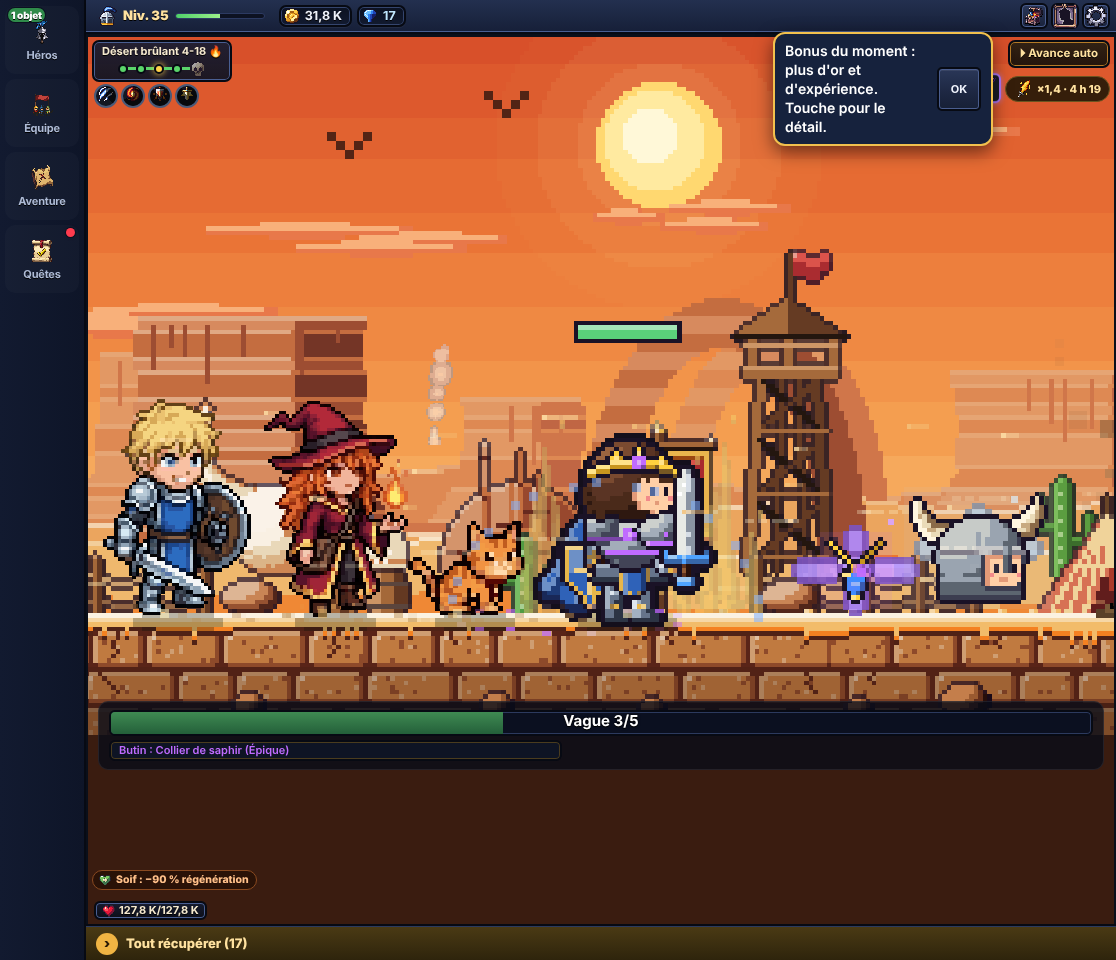 1 objet
Héros
Équipe
Aventure
Quêtes
Niv. 35
31,8 K
17
Désert brûlant 4-18
Bonus du moment :
plus d'or et
d'expérience.
Touche pour le
détail.
OK
Avance auto
×1,4 · 4 h 19
Vague 3/5
Butin : Collier de saphir (Épique)
Soif : −90 % régénération
127,8 K/127,8 K
Tout récupérer (17)